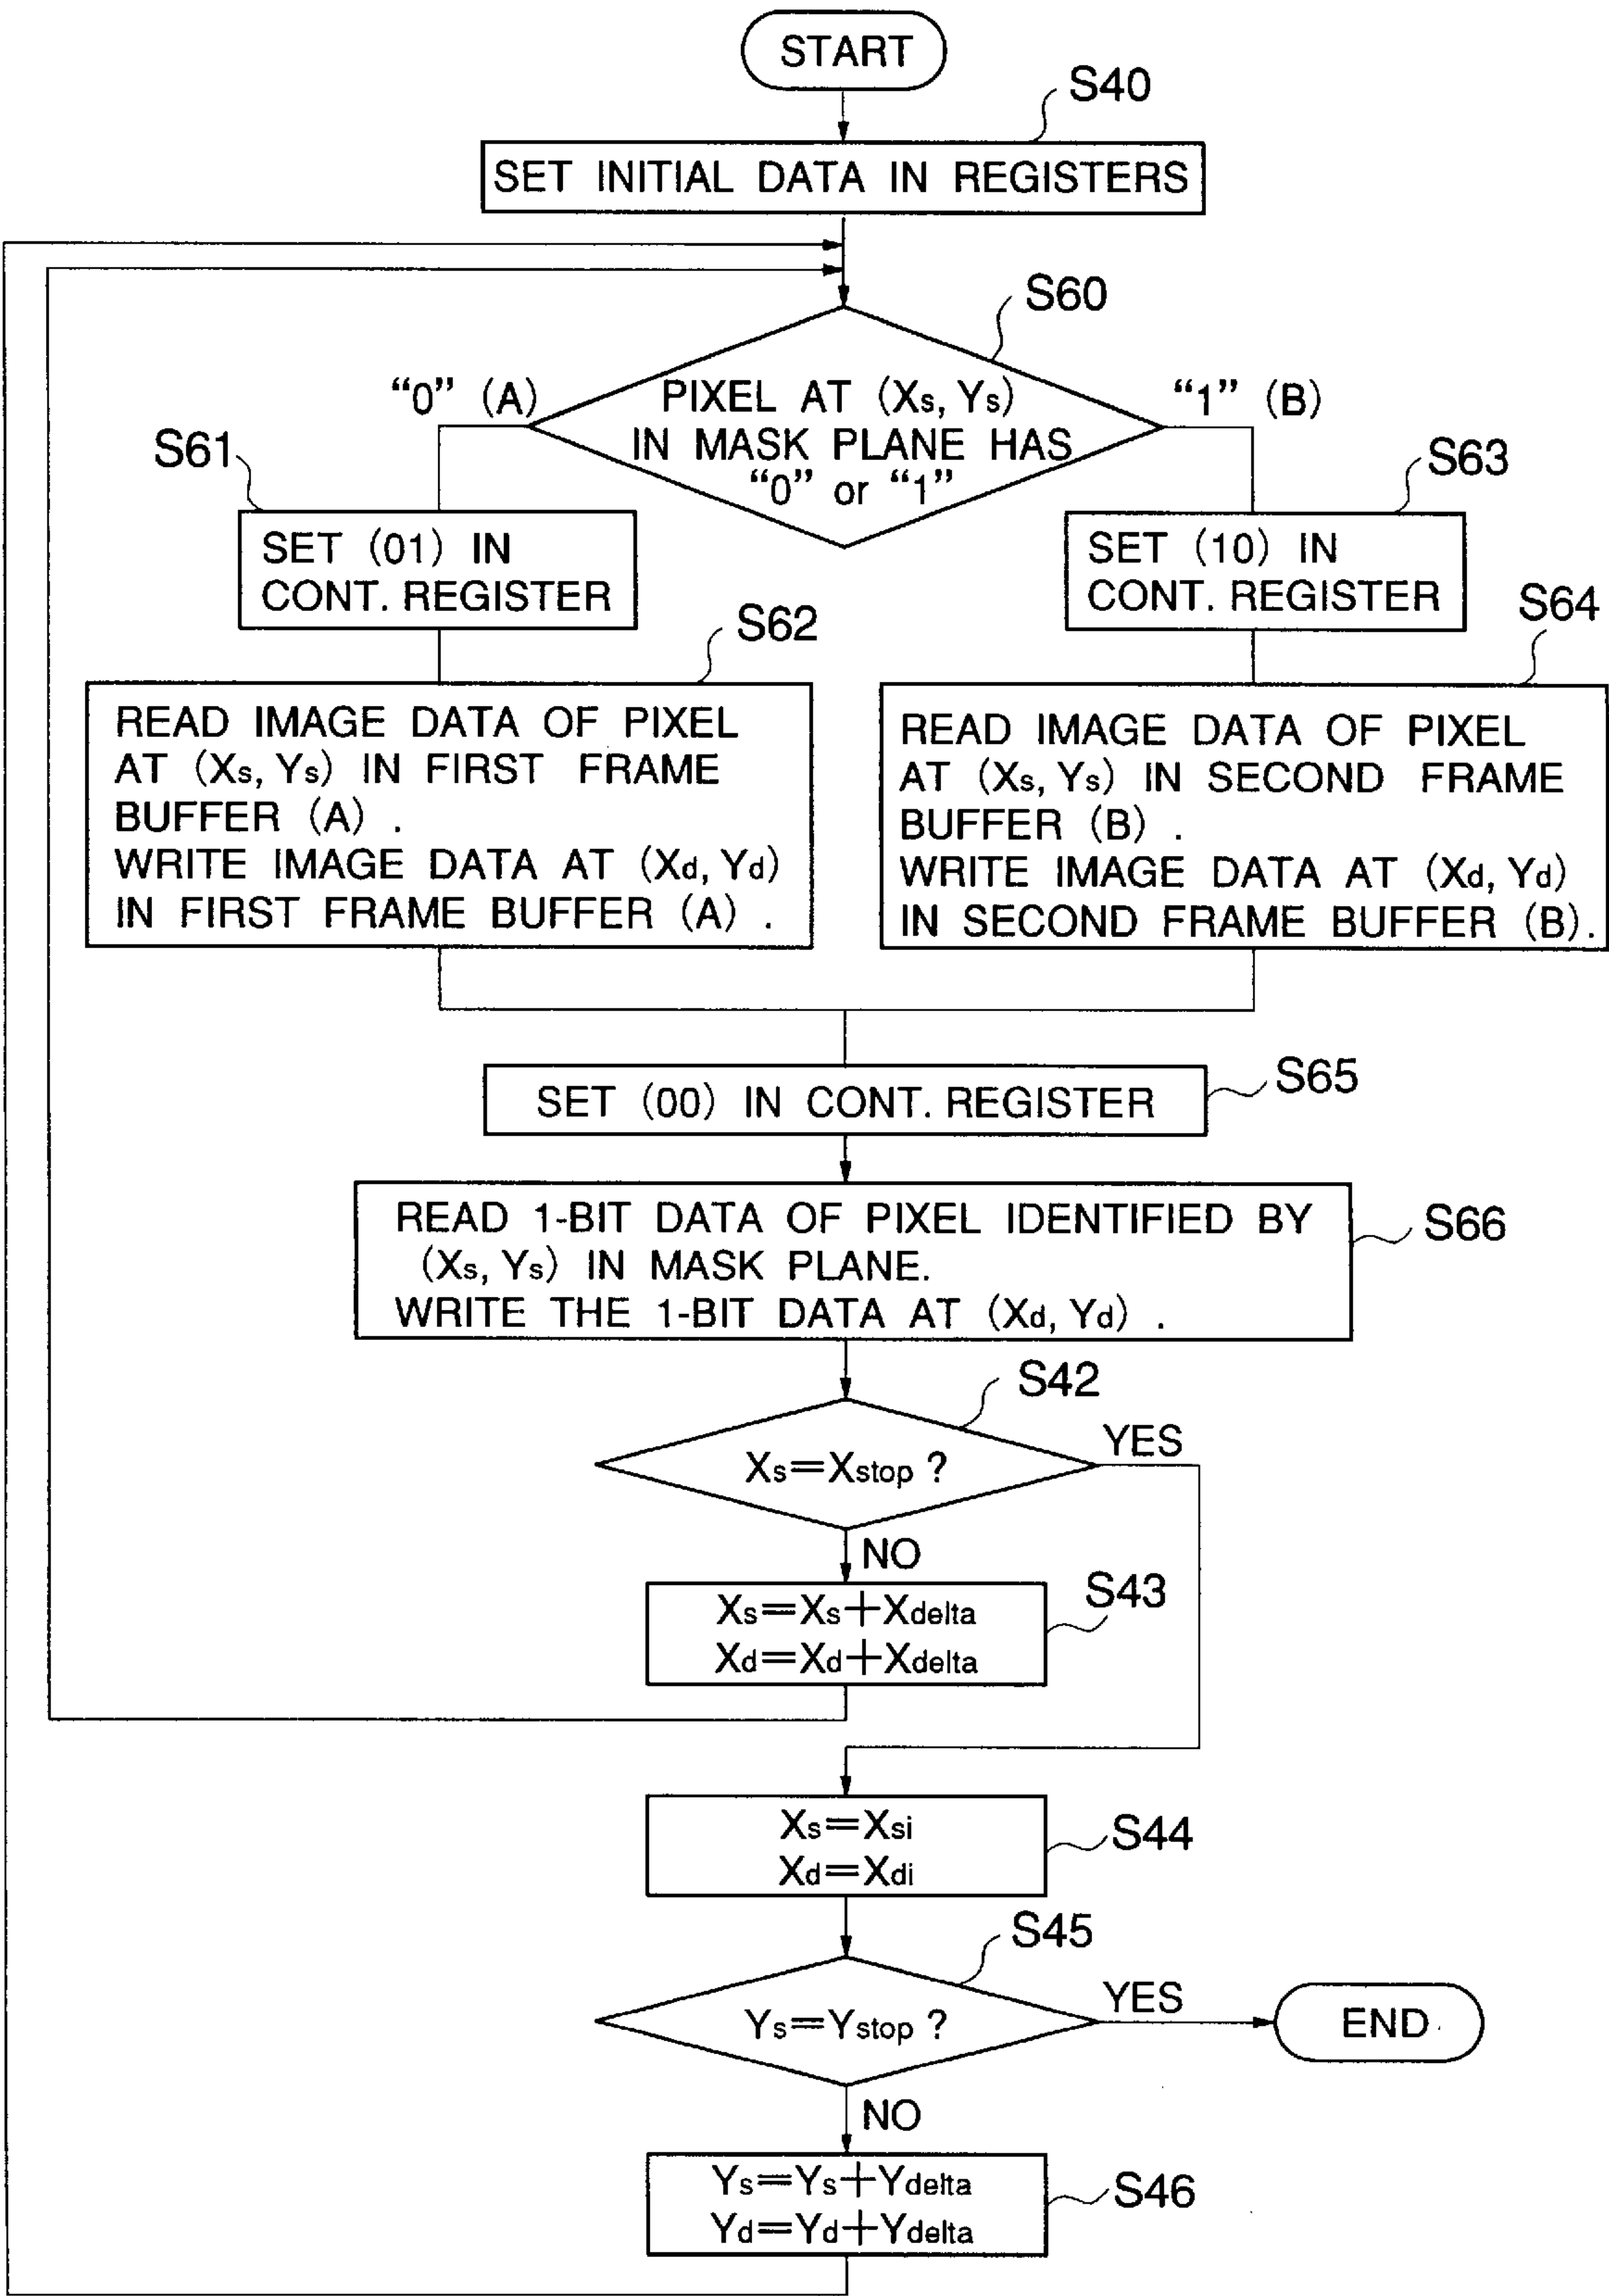 START
S40
SET INITIAL DATA IN REGISTERS
S60
“0” (A)
PIXEL AT (Xs, Ys)
IN MASK PLANE HAS
“0” or “1”
“1” (B)
S61
SET (01) IN
CONT. REGISTER
S63
SET (10) IN
CONT. REGISTER
S62
READ IMAGE DATA OF PIXEL
AT (Xs, Ys) IN FIRST FRAME
BUFFER (A) .
WRITE IMAGE DATA AT (Xd, Yd)
IN FIRST FRAME BUFFER (A) .
S64
READ IMAGE DATA OF PIXEL
AT (Xs, Ys) IN SECOND FRAME
BUFFER (B) .
WRITE IMAGE DATA AT (Xd, Yd)
IN SECOND FRAME BUFFER (B).
SET (00) IN CONT. REGISTER
S65
READ 1-BIT DATA OF PIXEL IDENTIFIED BY
(Xs, Ys) IN MASK PLANE.
WRITE THE 1-BIT DATA AT (Xd, Yd) .
S66
S42
Xs=Xstop ?
YES
NO
S43
Xs=Xs+Xdelta
Xd=Xd+Xdelta
Xs=Xsi
Xd=Xdi
S44
S45
Ys=Ystop ?
YES
END
NO
Ys=Ys+Ydelta
Yd=Yd+Ydelta
S46